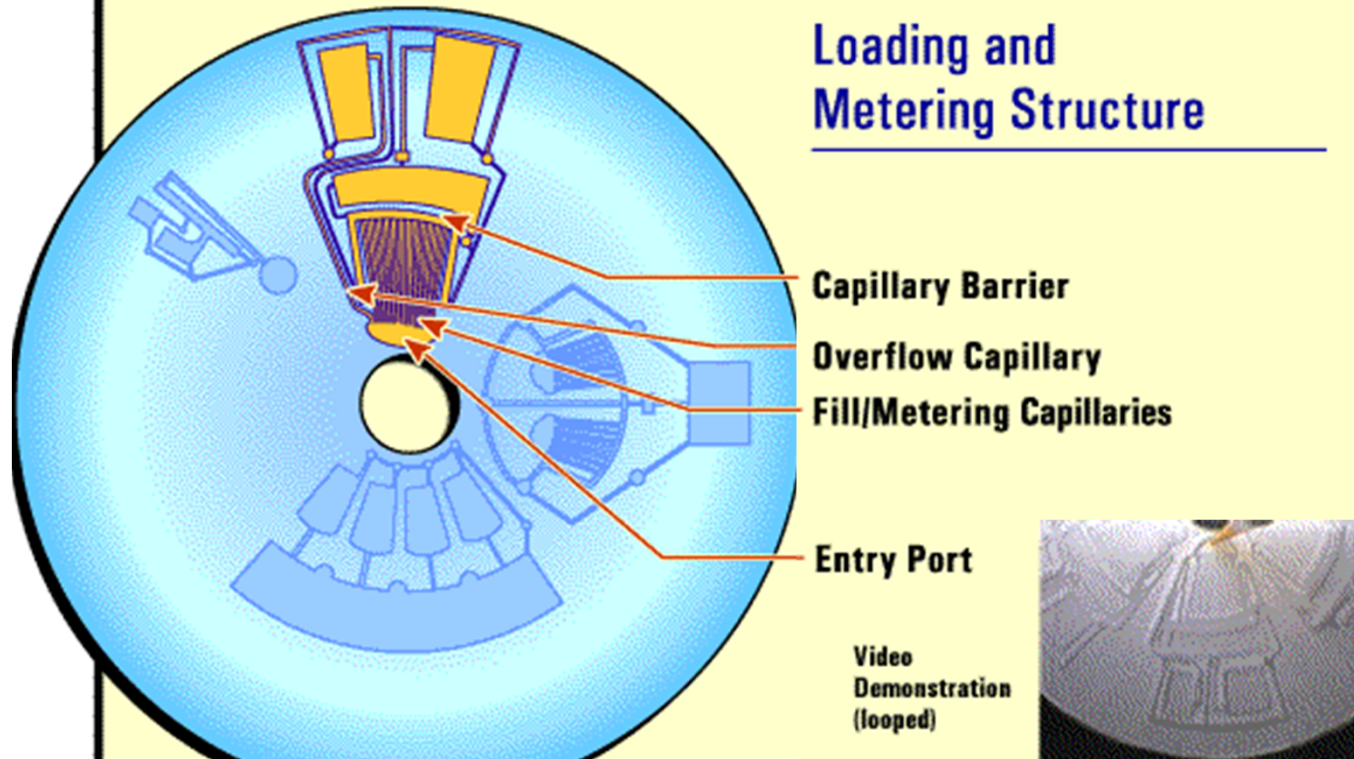 Loading and
Metering Structure
Capillary Barrier
Overflow Capillary
Fill/Metering Capillaries
Entry Port
Video
Demonstration
(looped)